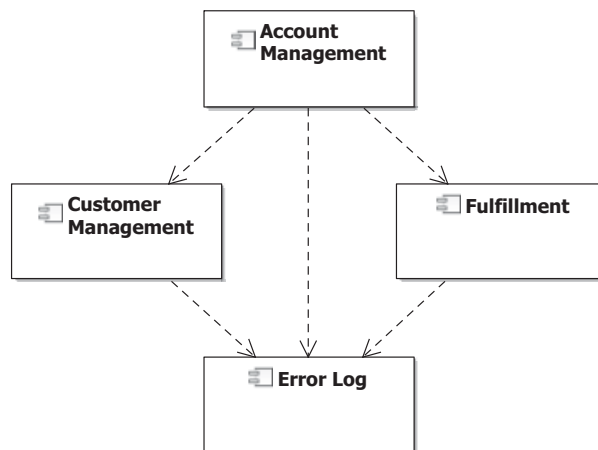 Account
Management
Customer
Management
Fulfillment
Error Log